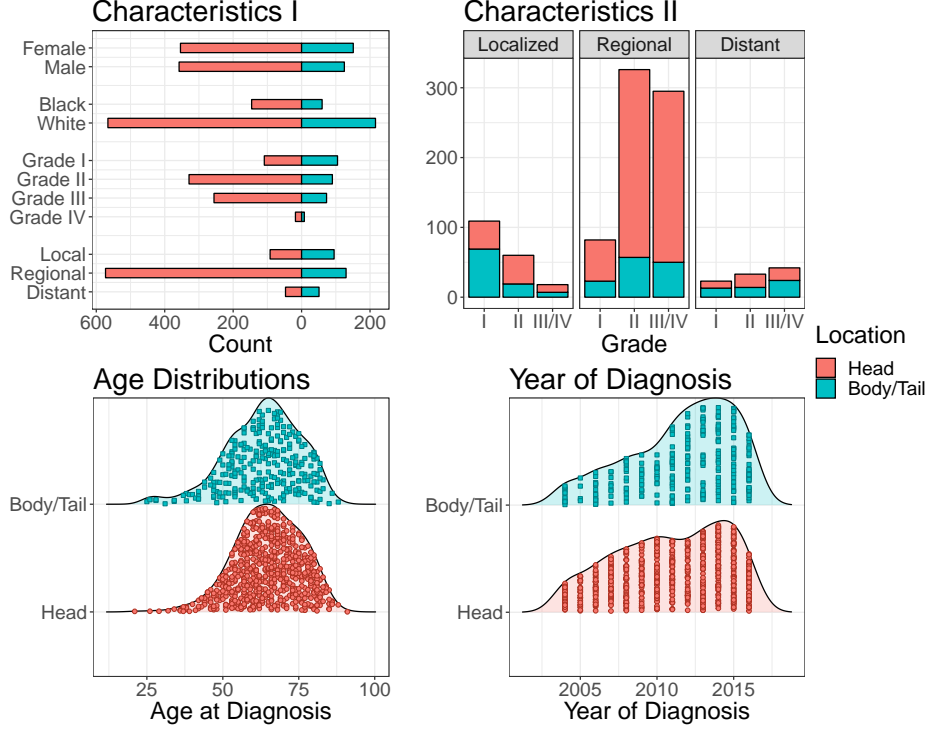 Characteristics I
Female
Male
Black
White
Grade I
Grade II
Grade III
Grade IV
Local
Regional
Distant
600 400 200 0 200
Count
Characteristics II
Localized Regional Distant
300
200
100
0
I II III/IV I II III/IV I II III/IV
Grade
Location
Head
Body/Tail
Age Distributions
Body/Tail
Head
25 50 75 100
Age at Diagnosis
Year of Diagnosis
Body/Tail
Head
2005 2010 2015
Year of Diagnosis